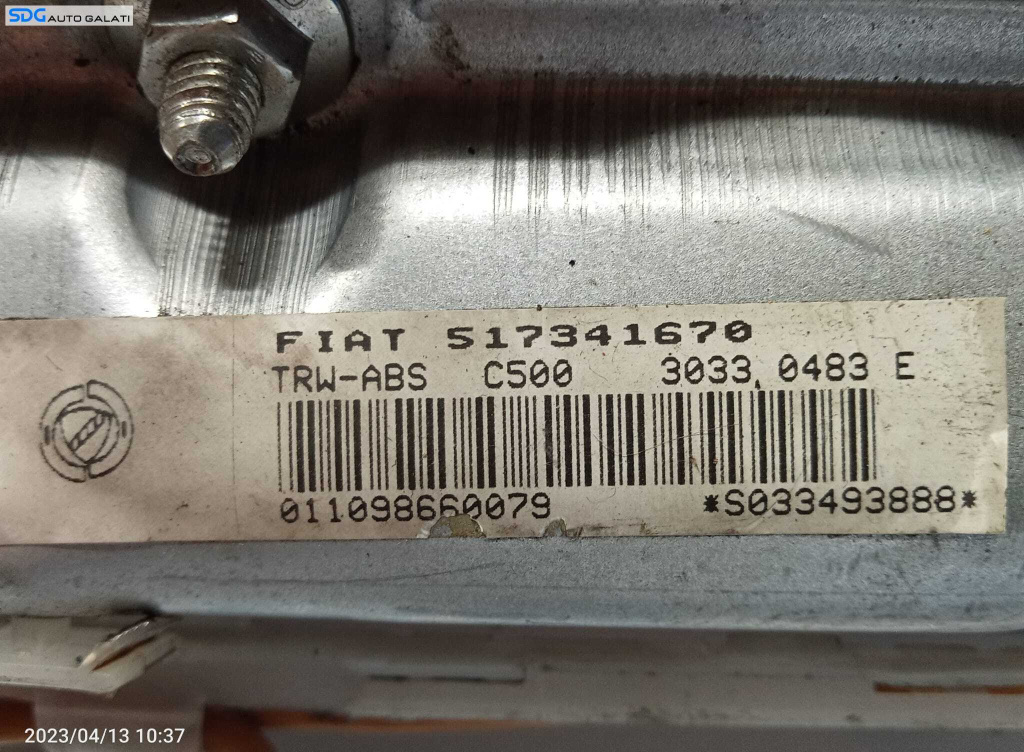 SDG AUTO GALATI
FIAT 517341670
TRW-ABS C500 3033 0483 E
011098660079 *S033493888*
2023/04/13 10:37